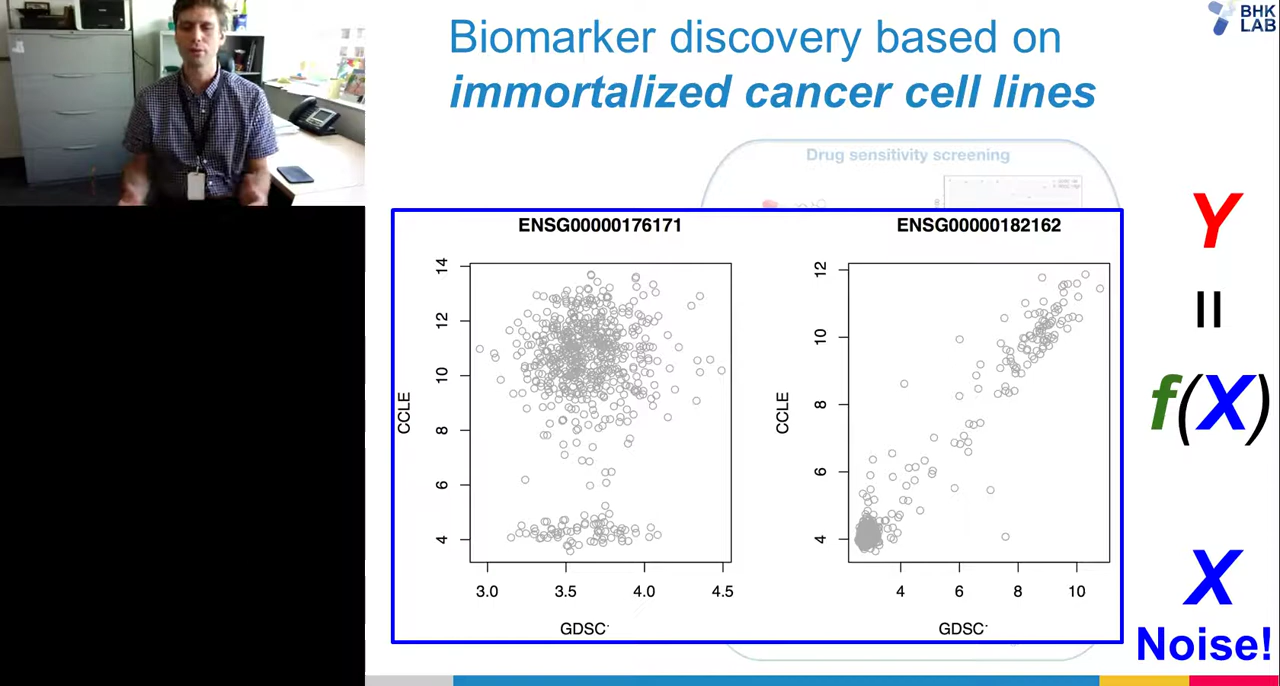 BHK
LAB
Biomarker discovery based on
immortalized cancer cell lines
Drug sensitivity screening
ENSG00000176171
14
12
10
8
6
4
CCLE
3.0 3.5 4.0 4.5
GDSC
ENSG00000182162
12
10
8
6
4
CCLE
4 6 8 10
GDSC
Y
=
f(X)
X
Noise!